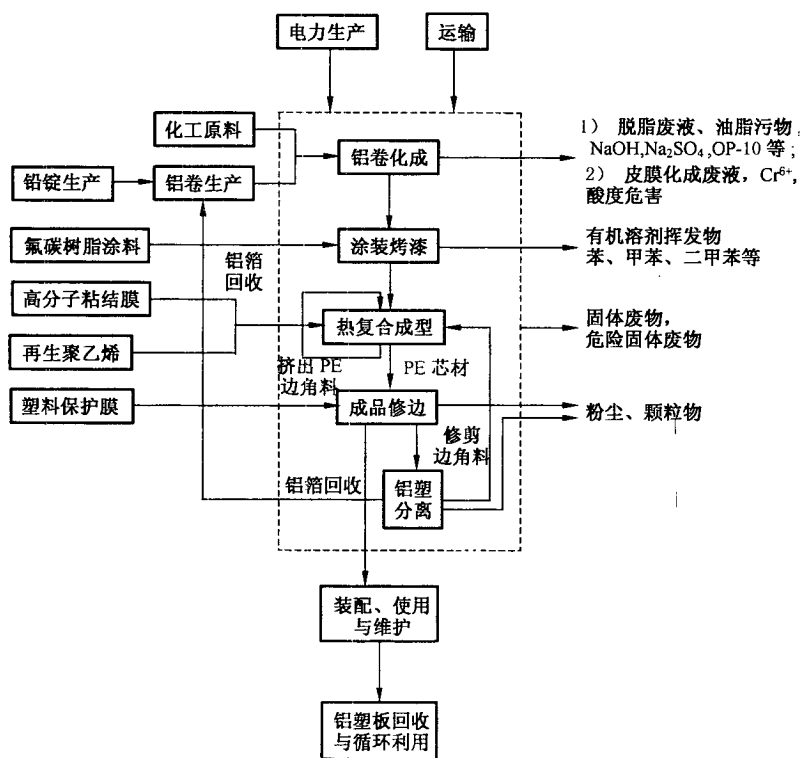 电力生产
运输
化工原料
铝卷化成
1） 脱脂废液、油脂污物，
NaOH,Na₂SO₄,OP-10 等；
2） 皮膜化成废液，Cr⁶⁺,
酸度危害
铅锭生产
铝卷生产
氟碳树脂涂料
涂装烤漆
有机溶剂挥发物
苯、甲苯、二甲苯等
铝箔
回收
高分子粘结膜
热复合成型
固体废物，
危险固体废物
再生聚乙烯
挤出 PE
边角料
PE 芯材
塑料保护膜
成品修边
粉尘、颗粒物
修剪
边角料
铝箔回收
铝塑
分离
装配、使用
与维护
铝塑板回收
与循环利用